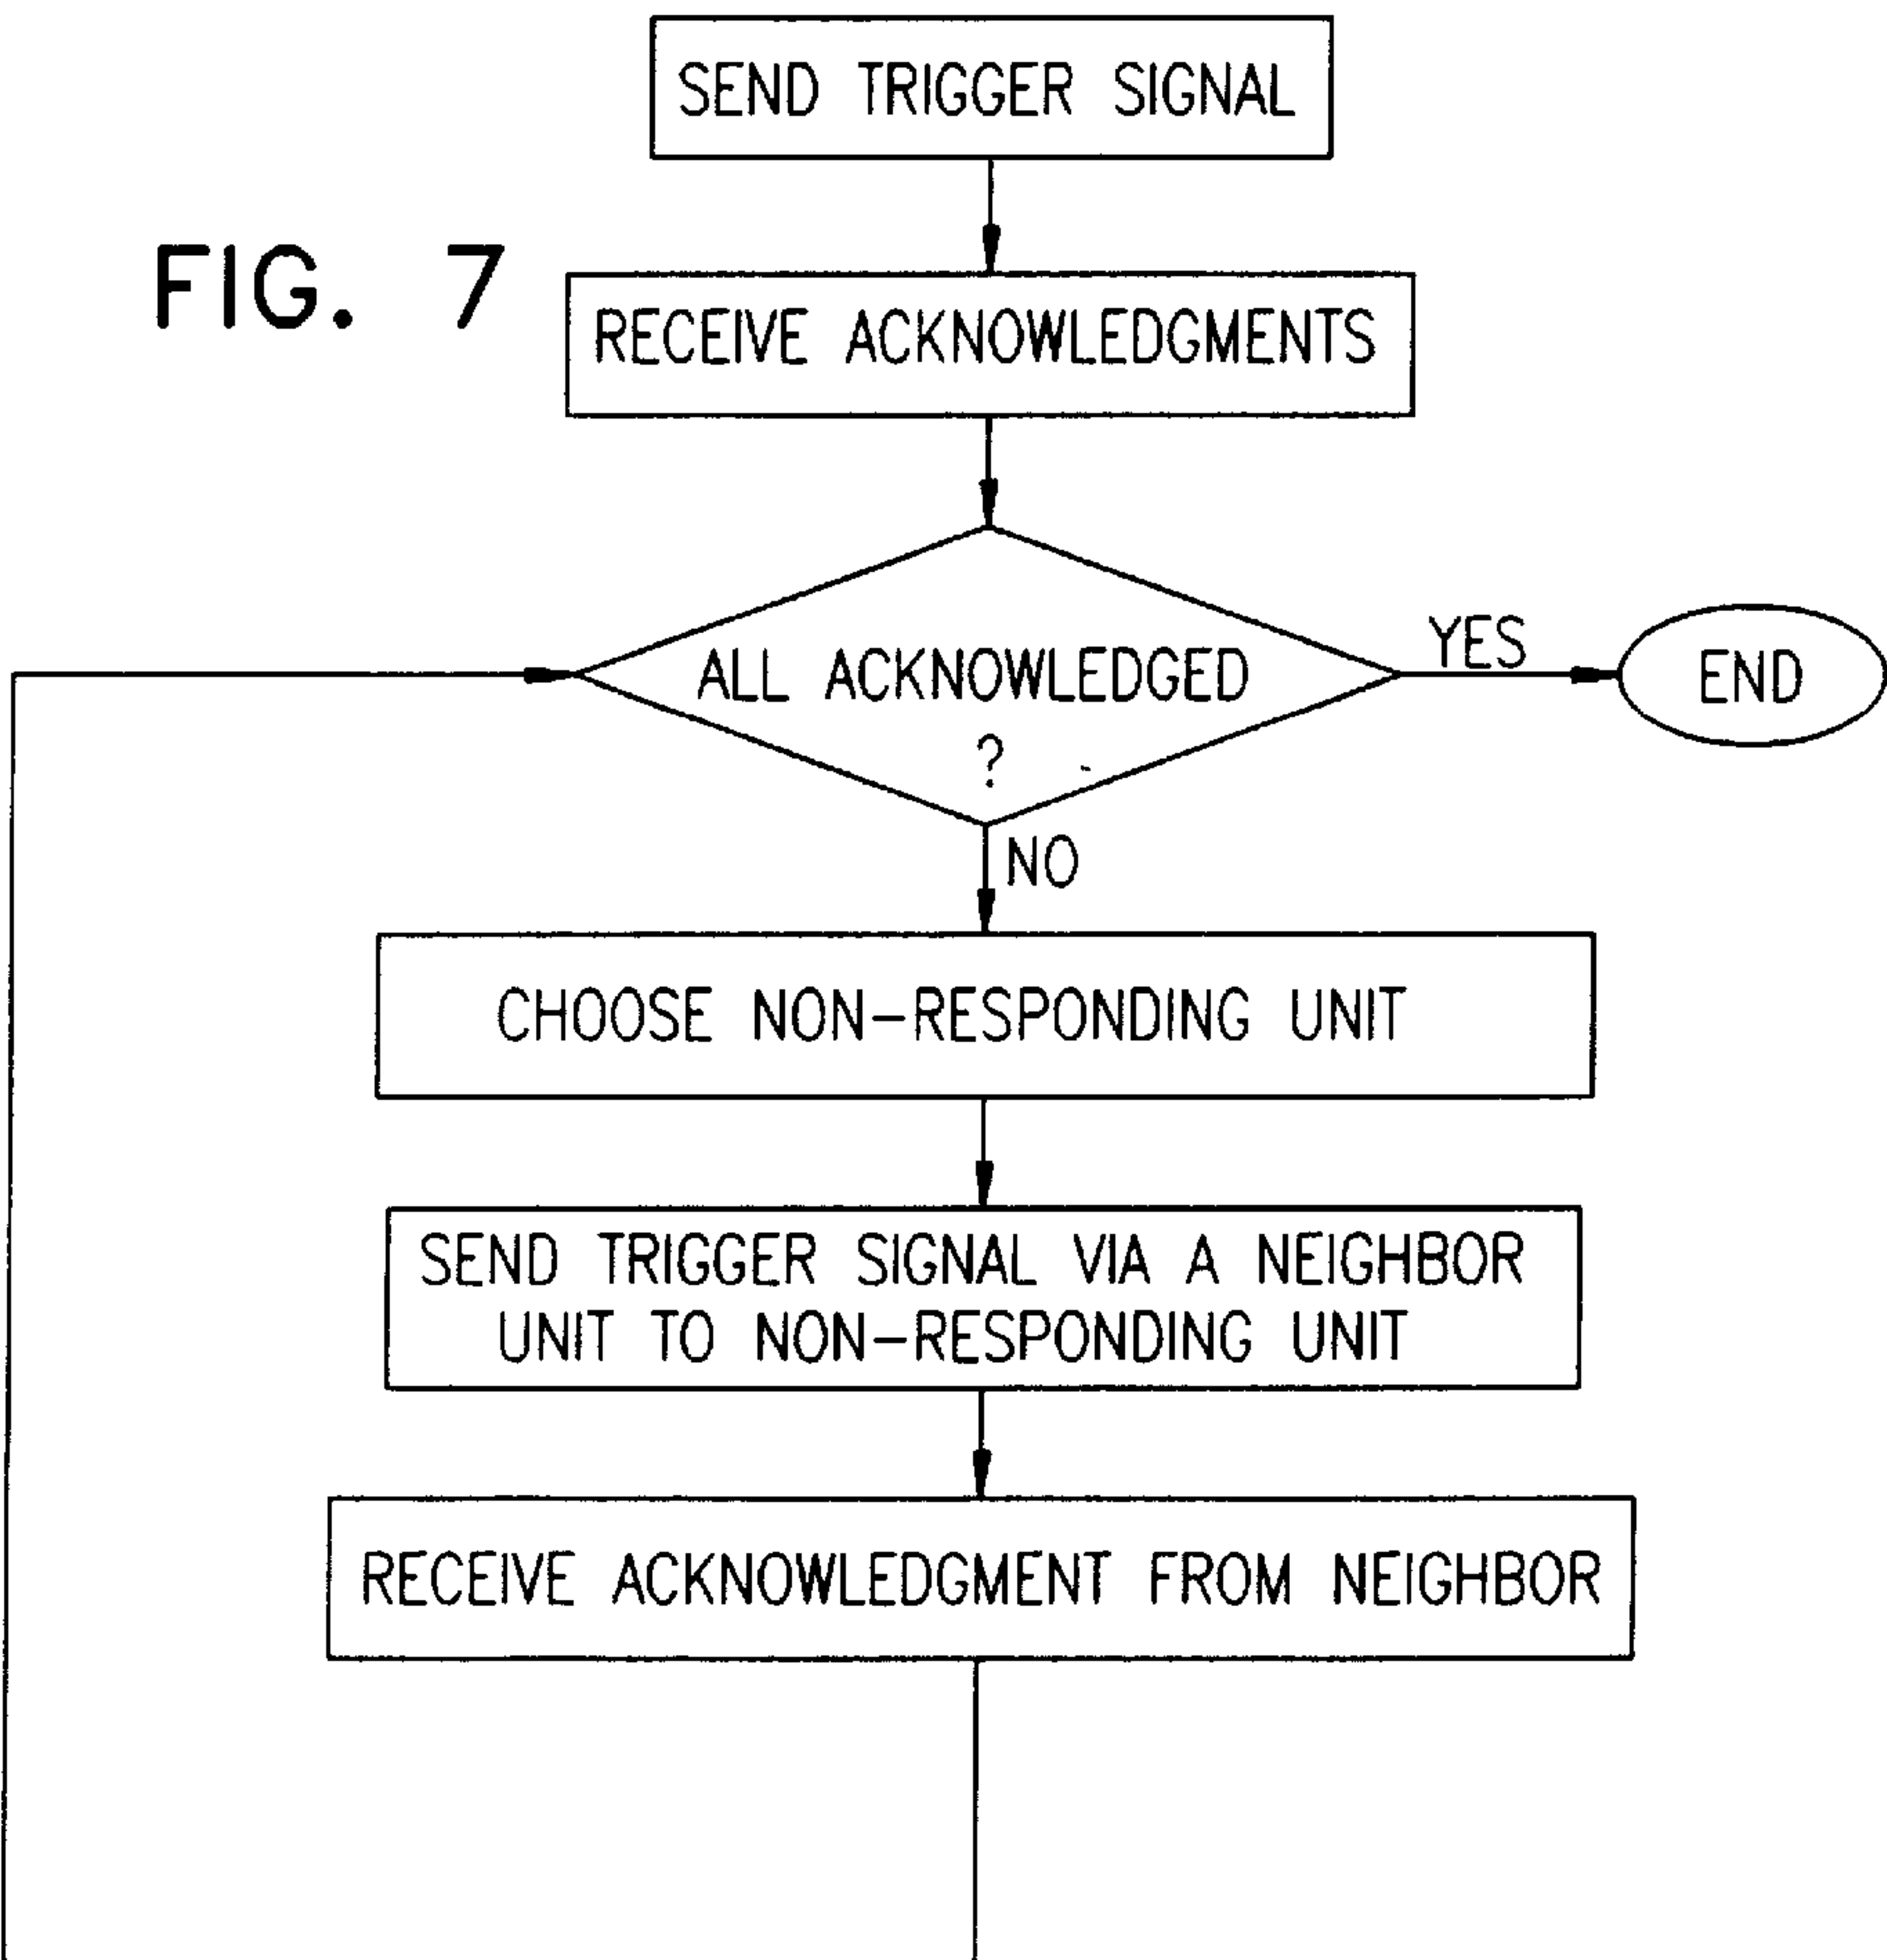 SEND TRIGGER SIGNAL
FIG. 7
RECEIVE ACKNOWLEDGMENTS
ALL ACKNOWLEDGED
?
YES
END
NO
CHOOSE NON-RESPONDING UNIT
SEND TRIGGER SIGNAL VIA A NEIGHBOR
UNIT TO NON-RESPONDING UNIT
RECEIVE ACKNOWLEDGMENT FROM NEIGHBOR